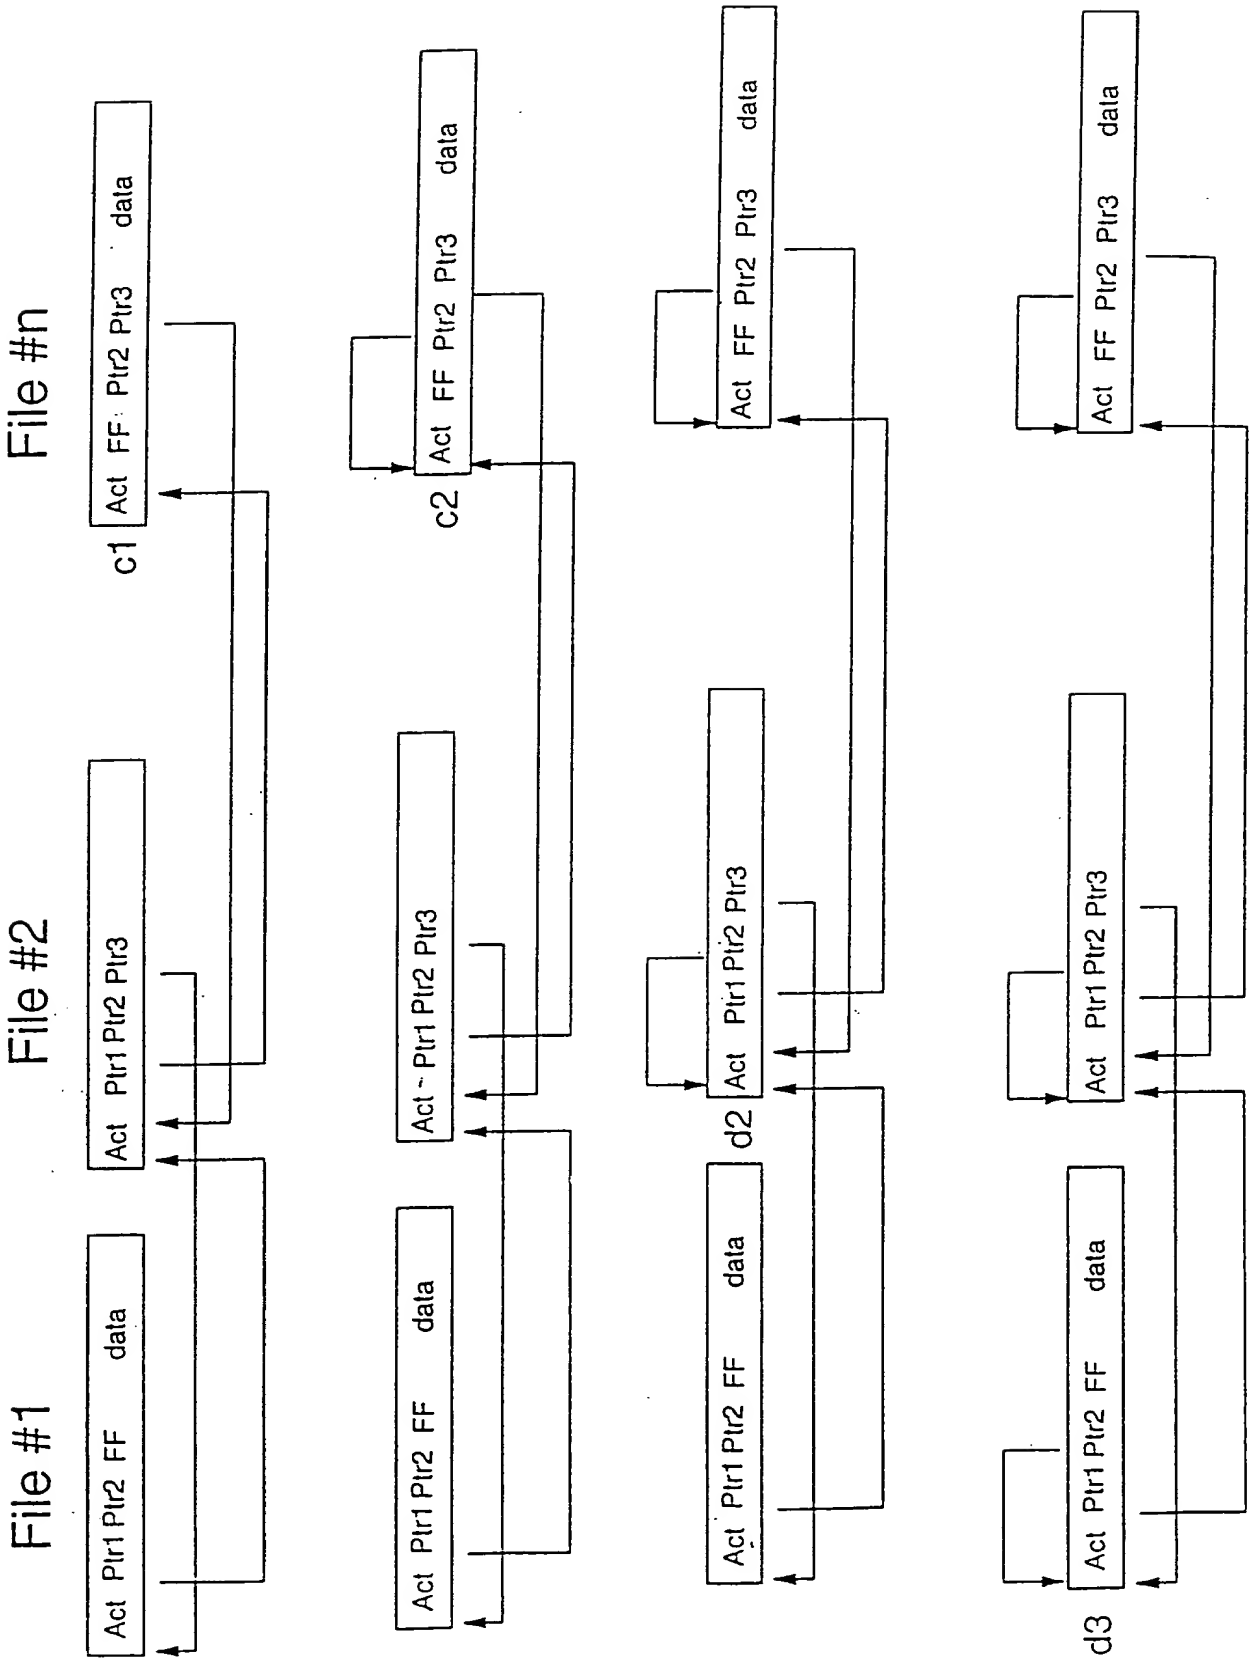 File #1 File #2 File #n
Act Ptr1 Ptr2 FF data
Act Ptr1 Ptr2 Ptr3
c1 Act FF Ptr2 Ptr3 data
Act Ptr1 Ptr2 FF data
Act Ptr1 Ptr2 Ptr3
c2 Act FF Ptr2 Ptr3 data
Act Ptr1 Ptr2 FF data
d2 Act Ptr1 Ptr2 Ptr3
Act FF Ptr2 Ptr3 data
d3 Act Ptr1 Ptr2 FF data
Act Ptr1 Ptr2 Ptr3
Act FF Ptr2 Ptr3 data